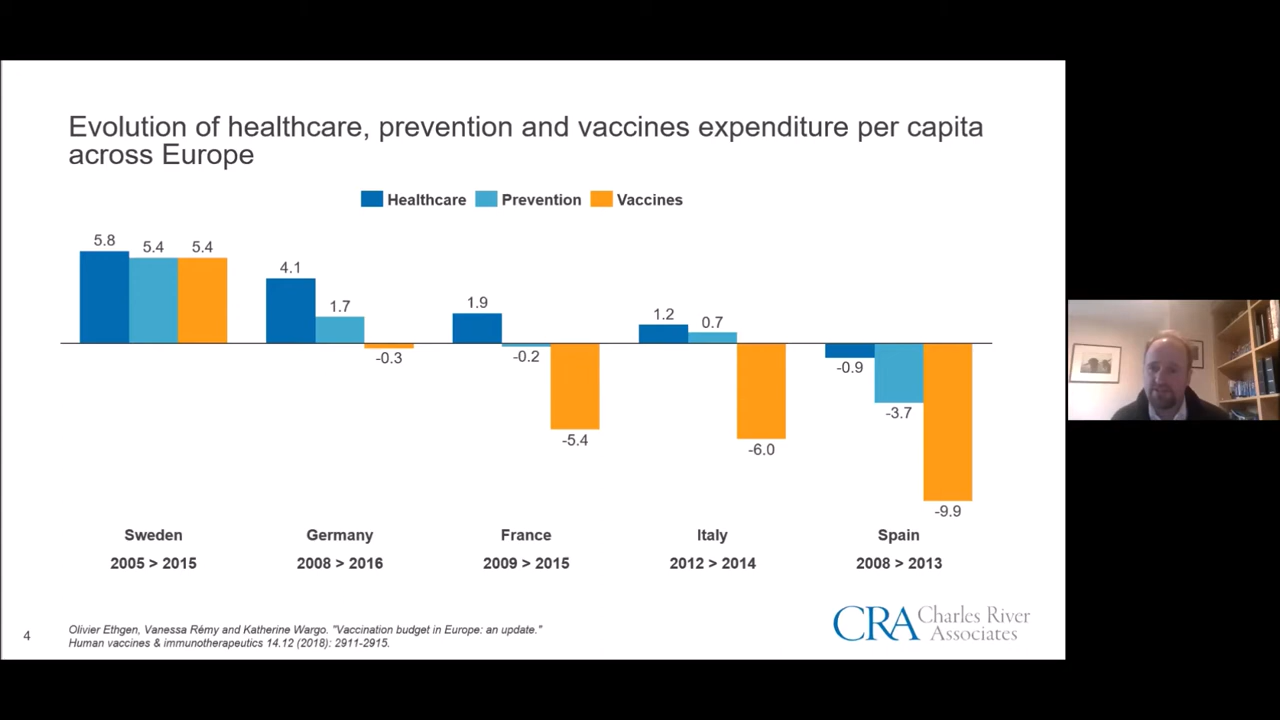 Evolution of healthcare, prevention and vaccines expenditure per capita
across Europe
Healthcare Prevention Vaccines
5.8 5.4 5.4
4.1 1.7 -0.3
1.9 -0.2 -5.4
1.2 0.7 -6.0
-0.9 -3.7 -9.9
Sweden Germany France Italy Spain
2005 > 2015 2008 > 2016 2009 > 2015 2012 > 2014 2008 > 2013
Olivier Ethgen, Vanessa Rémy and Katherine Wargo. "Vaccination budget in Europe: an update."
Human vaccines & immunotherapeutics 14.12 (2018): 2911-2915.
4
CRA Charles River
Associates